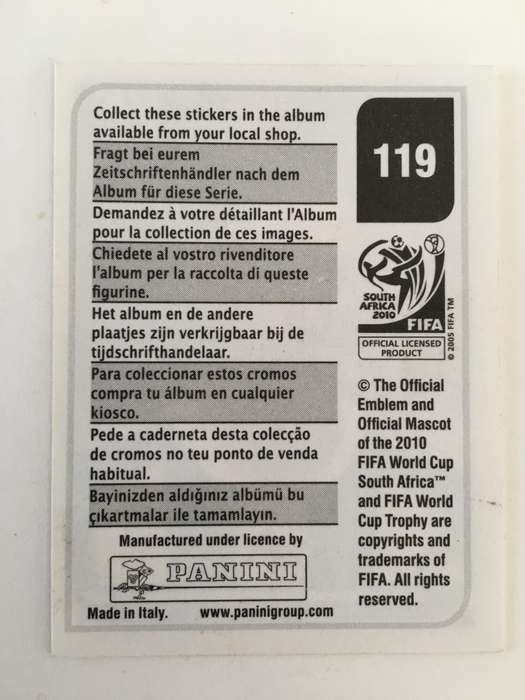 Collect these stickers in the album
available from your local shop.
Fragt bei eurem
Zeitschriftenhändler nach dem
Album für diese Serie.
Demandez à votre détaillant l'Album
pour la collection de ces images.
Chiedete al vostro rivenditore
l'album per la raccolta di queste
figurine.
Het album en de andere
plaatjes zijn verkrijgbaar bij de
tijdschrifthandelaar.
Para coleccionar estos cromos
compra tu álbum en cualquier
kiosco.
Pede a caderneta desta colecção
de cromos no teu ponto de venda
habitual.
Bayinizden aldığınız albümü bu
çıkartmalar ile tamamlayın.
Manufactured under licence by
PANINI
Made in Italy. www.paninigroup.com
119
SOUTH
AFRICA
2010
FIFA
OFFICIAL LICENSED
PRODUCT
© 2005 FIFA TM
© The Official
Emblem and
Official Mascot
of the 2010
FIFA World Cup
South Africa™
and FIFA World
Cup Trophy are
copyrights and
trademarks of
FIFA. All rights
reserved.